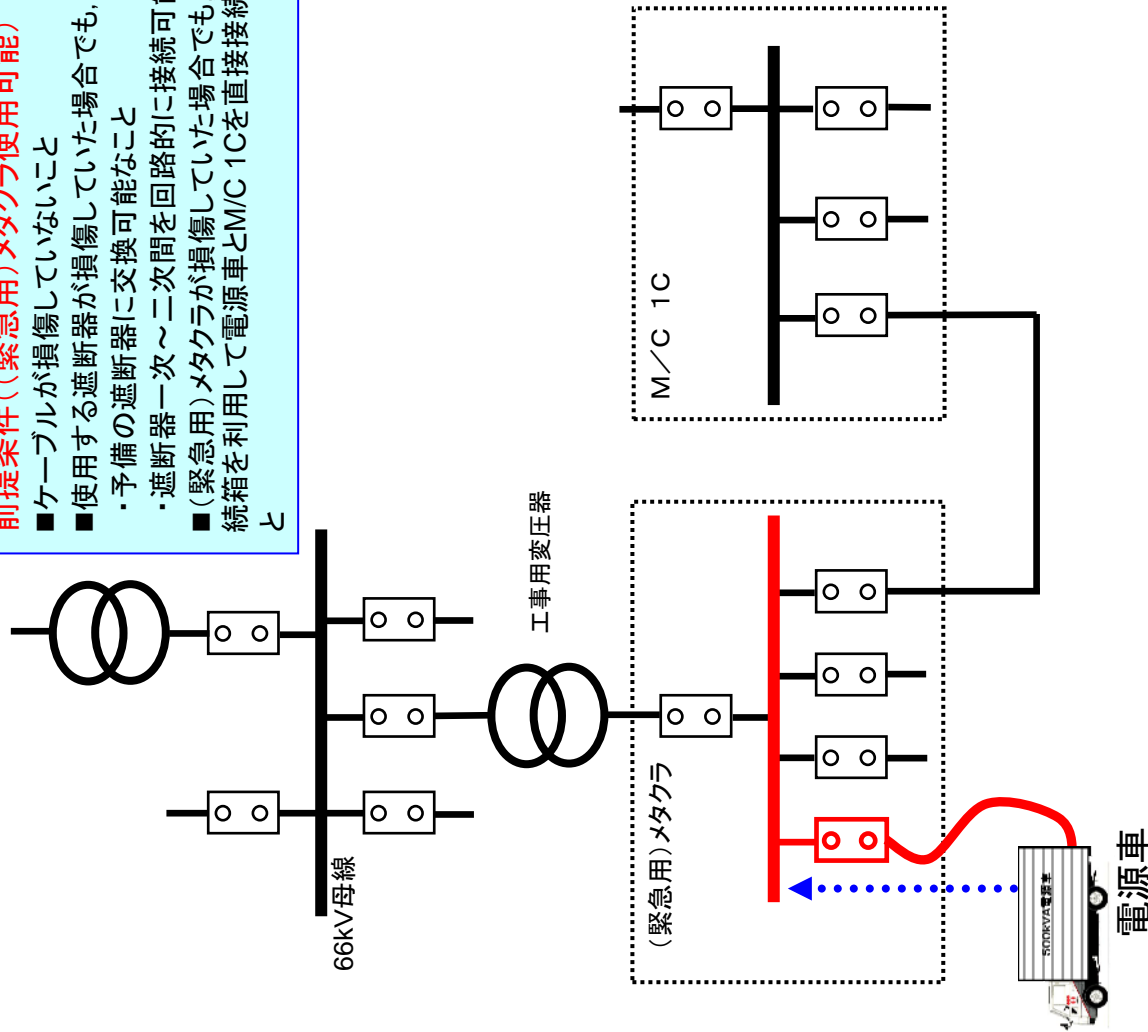 前提条件((緊急用)メタクラ使用可能)
■ケーブルが損傷していないこと
■使用する遮断器が損傷していた場合でも,
・予備の遮断器に交換可能なこと
・遮断器一次～二次間を回路的に接続可能
■(緊急用)メタクラが損傷していた場合でも
続箱を利用して電源車とM/C 1Cを直接接続
と
工事用変圧器
66kV母線
M／C 1C
(緊急用)メタクラ
500kVA電源車
電源車